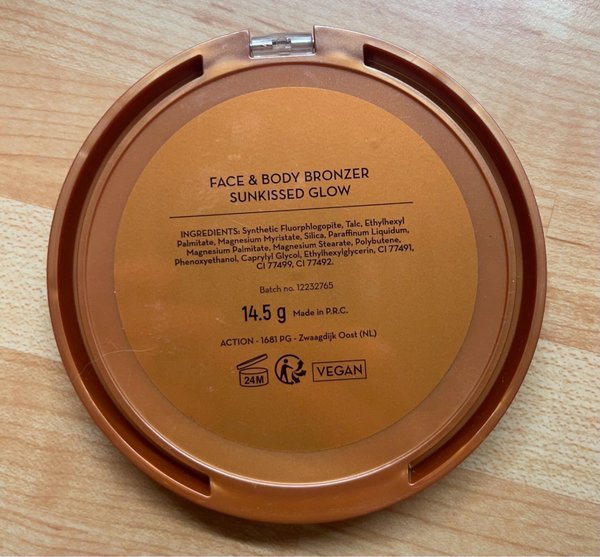 FACE & BODY BRONZER
SUNKISSED GLOW
INGREDIENTS: Synthetic Fluorphlogopite, Talc, Ethylhexyl
Palmitate, Magnesium Myristate, Silica, Paraffinum Liquidum,
Magnesium Palmitate, Magnesium Stearate, Polybutene,
Phenoxyethanol, Caprylyl Glycol, Ethylhexylglycerin, CI 77491,
CI 77499, CI 77492.
Batch no. 12232765
14.5 g Made in P.R.C.
ACTION - 1681 PG - Zwaagdijk Oost (NL)
24M VEGAN